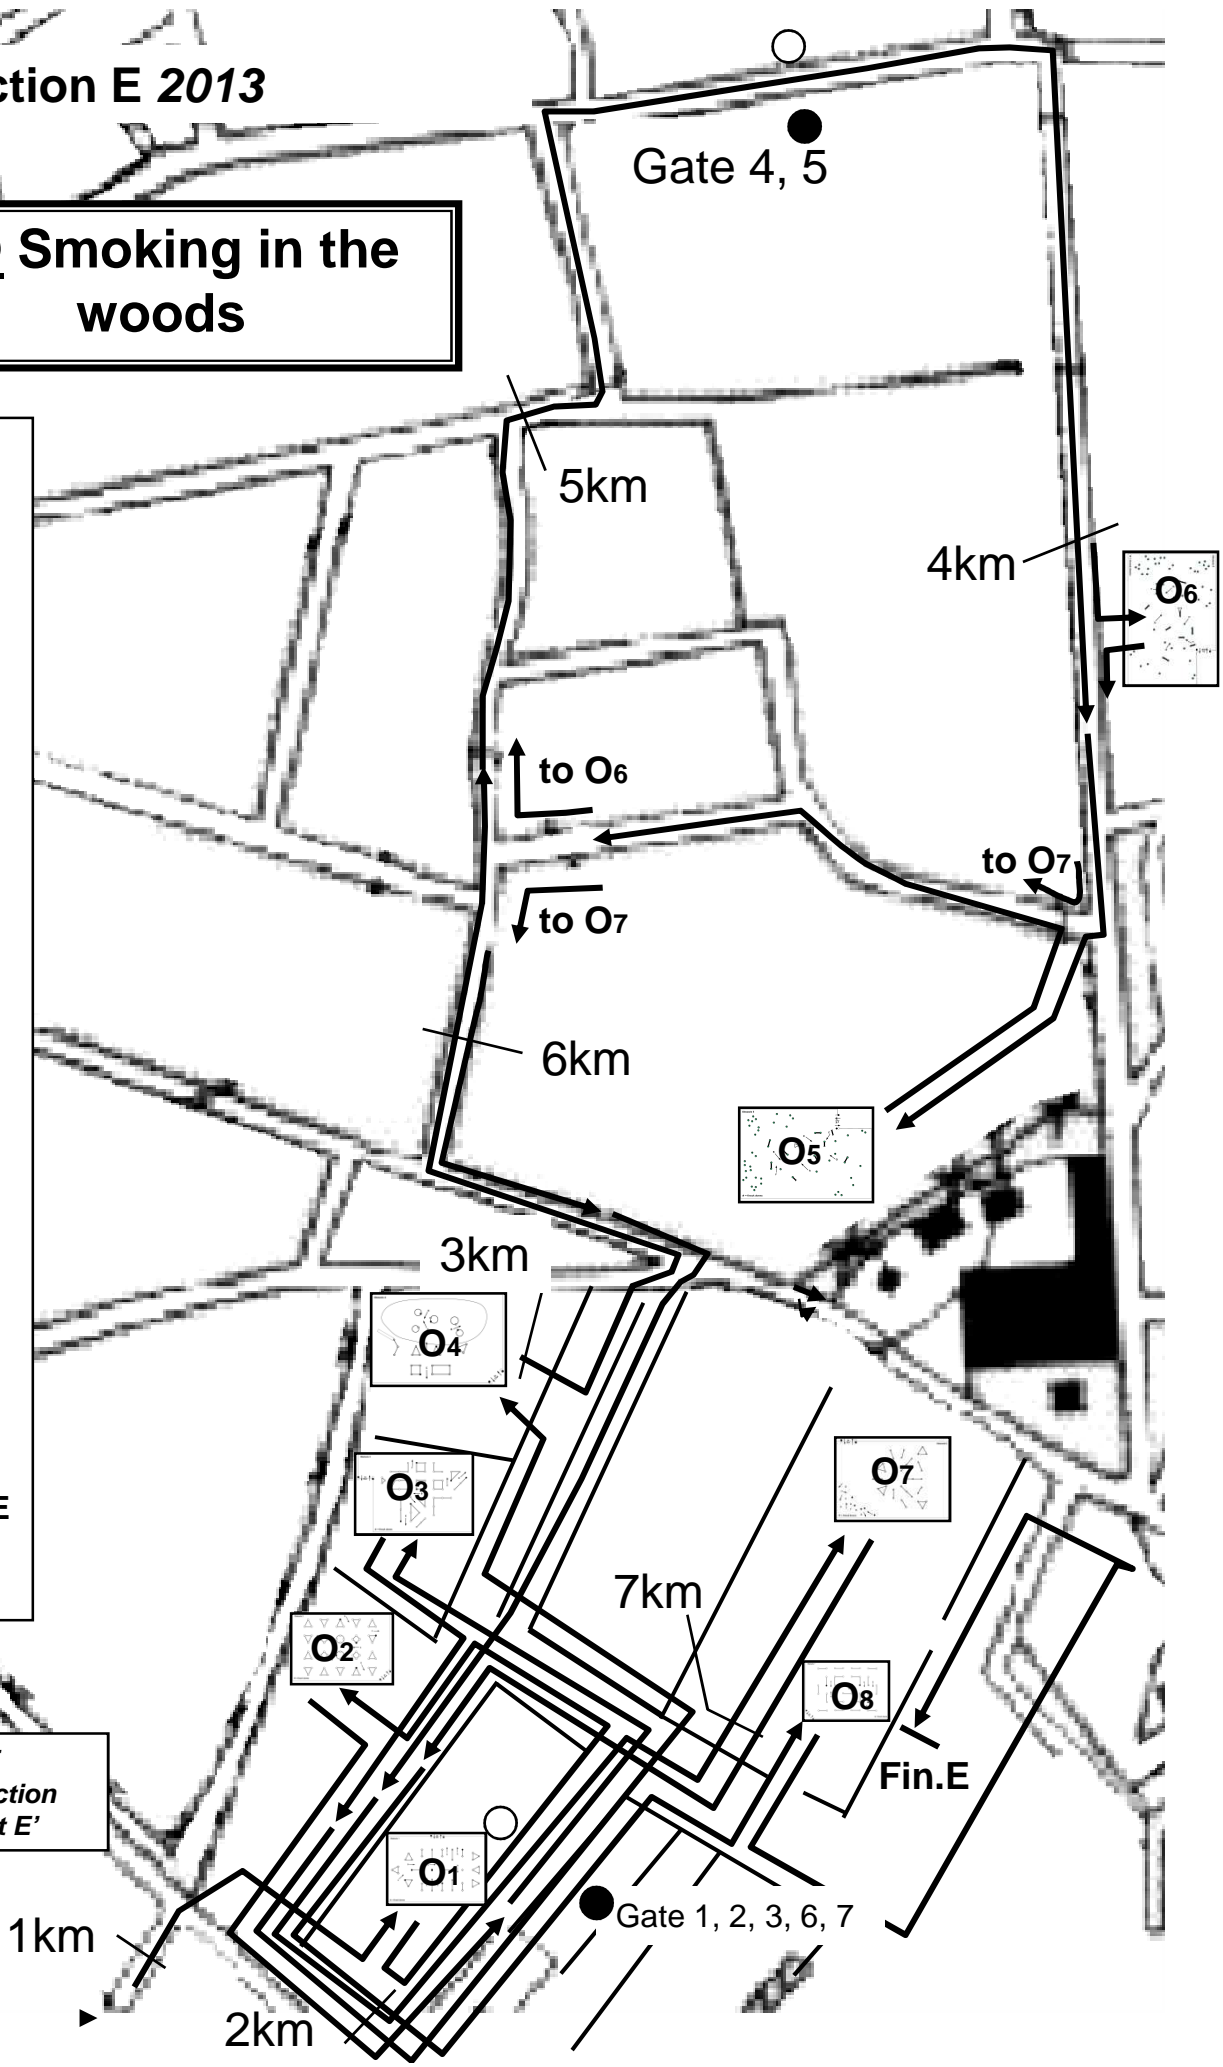 ction E 2013
Gate 4, 5
Smoking in the
woods
5km
4km
O6
to O6
to O7
to O7
6km
O5
3km
O4
O7
O3
E
7km
O2
O8
Fin.E
ction
t E’
O1
Gate 1, 2, 3, 6, 7
1km
2km